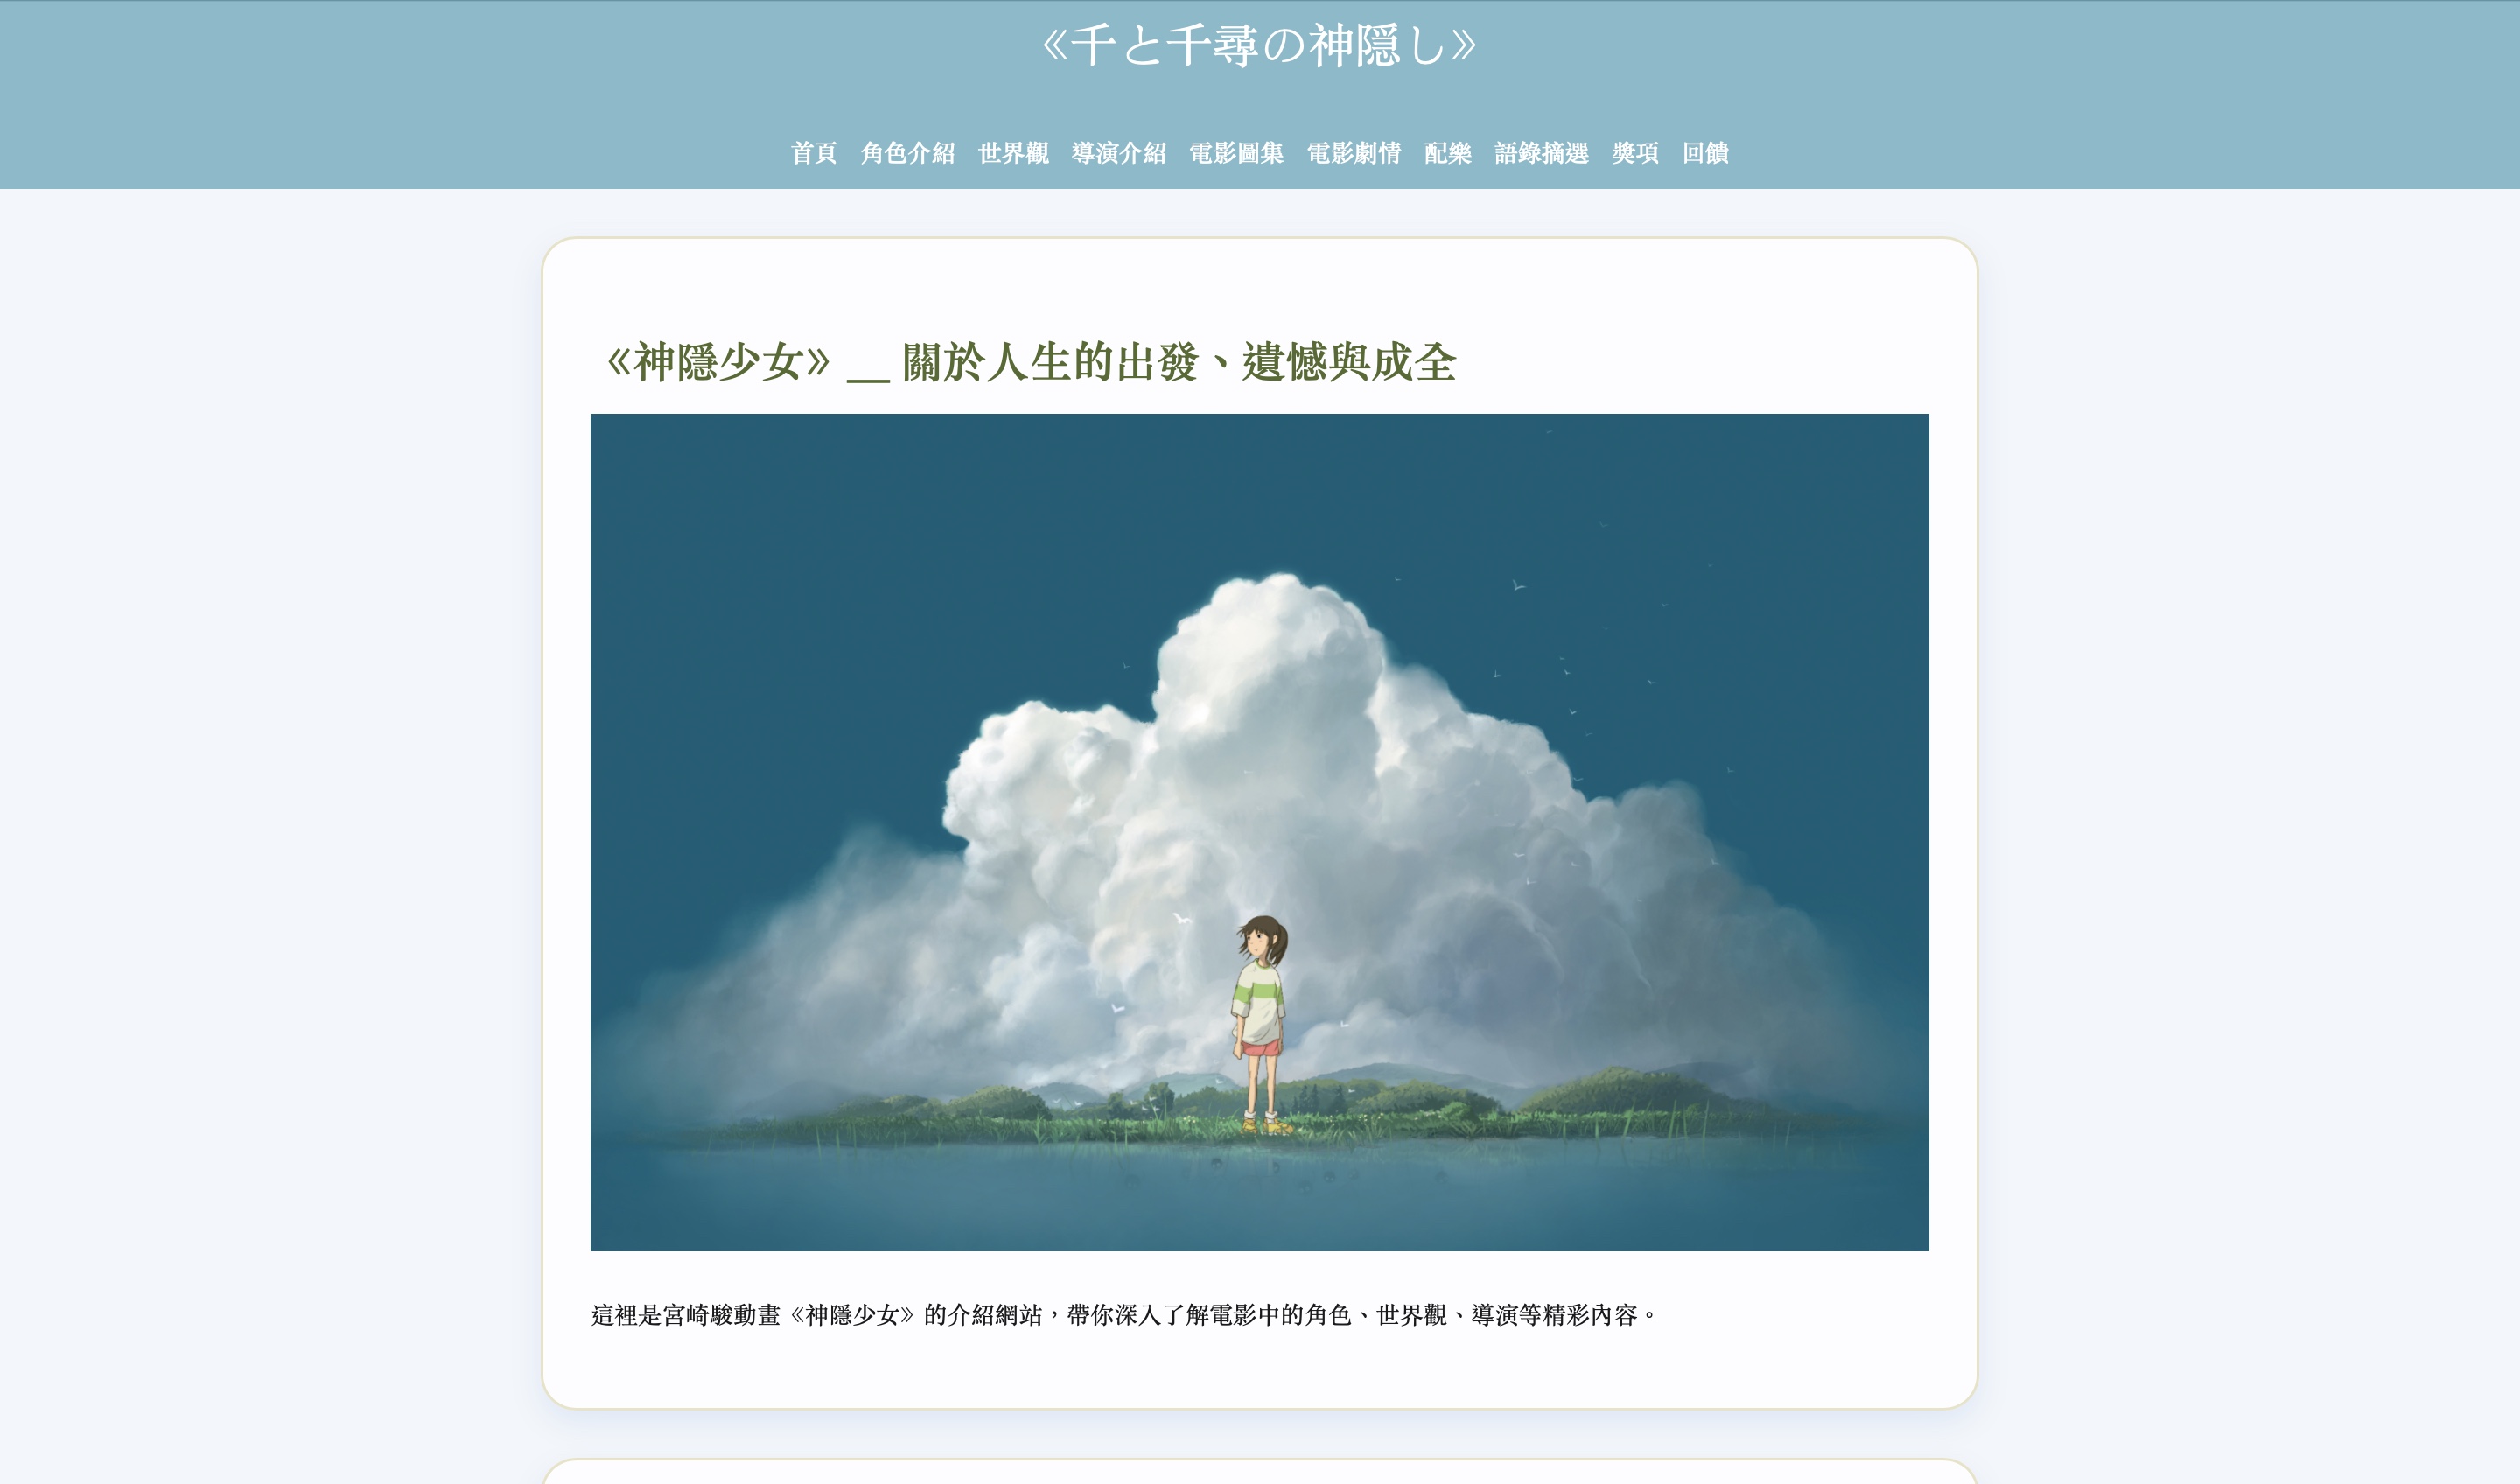 《千と千尋の神隠し》
首頁 角色介紹 世界觀 導演介紹 電影圖集 電影劇情 配樂 語錄摘選 獎項 回饋
《神隱少女》__ 關於人生的出發、遺憾與成全
這裡是宮崎駿動畫《神隱少女》的介紹網站，帶你深入了解電影中的角色、世界觀、導演等精彩內容。